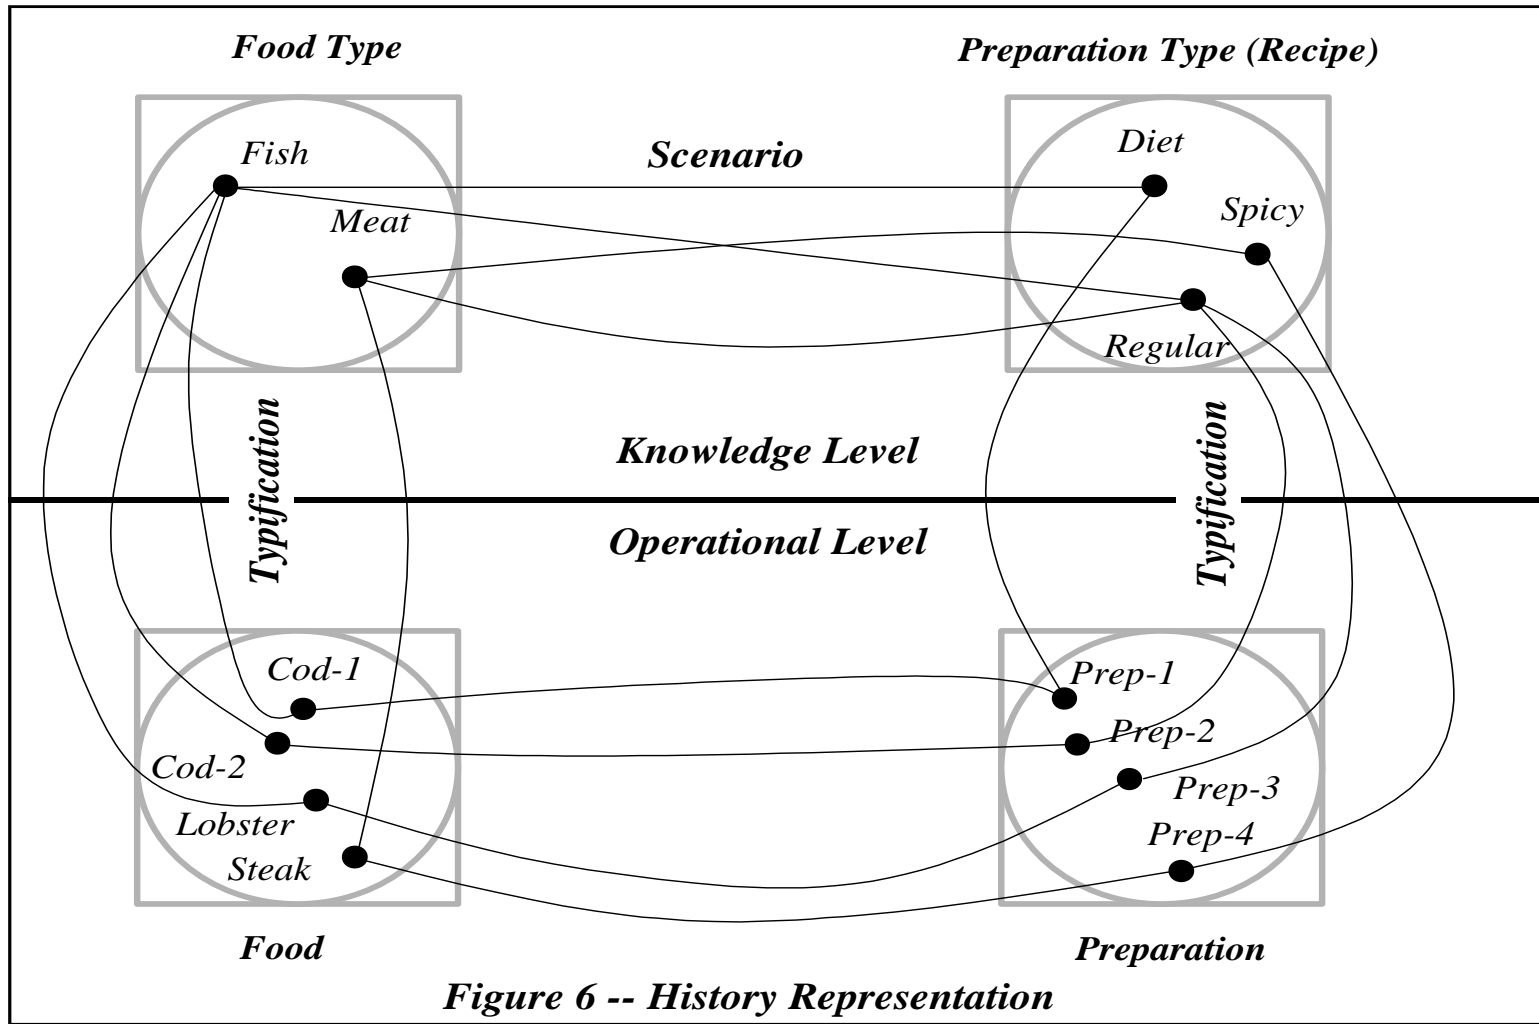 Food Type
Preparation Type (Recipe)
Fish
Meat
Scenario
Diet
Spicy
Regular
Typification
Knowledge Level
Typification
Operational Level
Cod-1
Cod-2
Lobster
Steak
Prep-1
Prep-2
Prep-3
Prep-4
Food
Preparation
Figure 6 -- History Representation